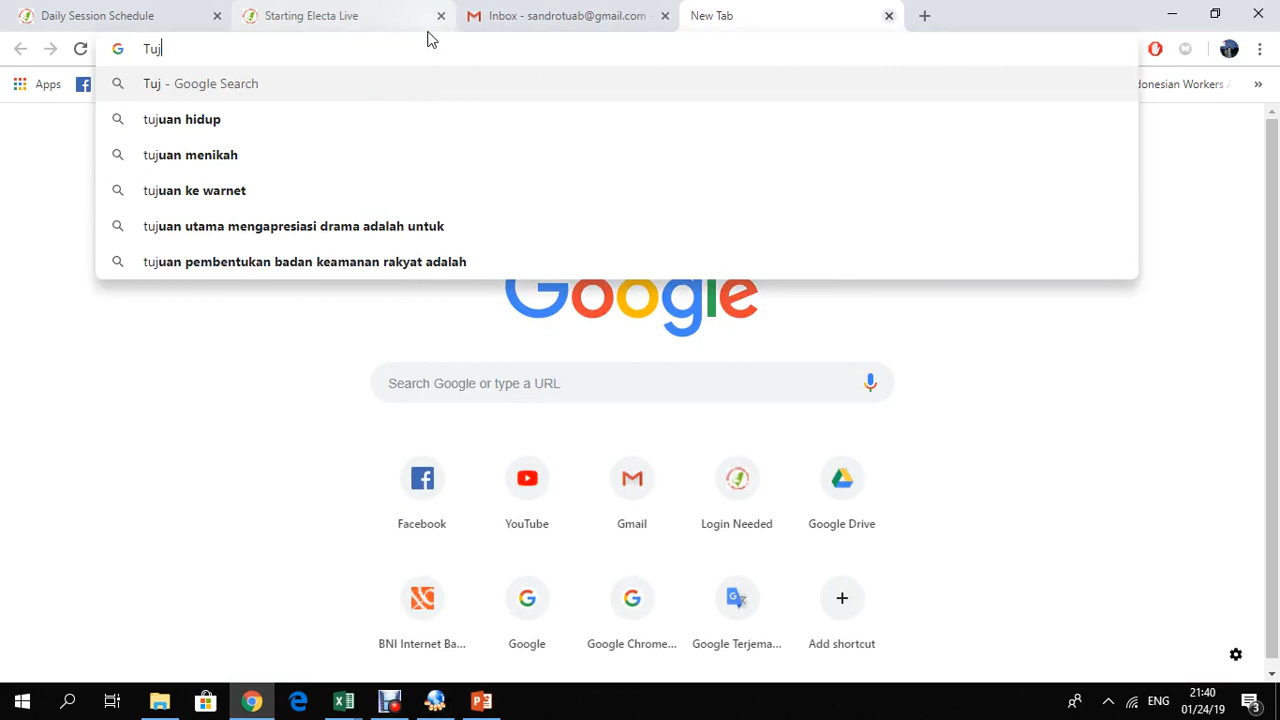 Daily Session Schedule
Starting Electa Live
Inbox - sandrotuab@gmail.com -
New Tab
Tuj
Apps
donesian Workers A
Tuj - Google Search
tujuan hidup
tujuan menikah
tujuan ke warnet
tujuan utama mengapresiasi drama adalah untuk
tujuan pembentukan badan keamanan rakyat adalah
Google
Search Google or type a URL
Facebook
YouTube
Gmail
Login Needed
Google Drive
BNI Internet Ba...
Google
Google Chrome...
Google Terjema...
Add shortcut
ENG
21:40
01/24/19
3